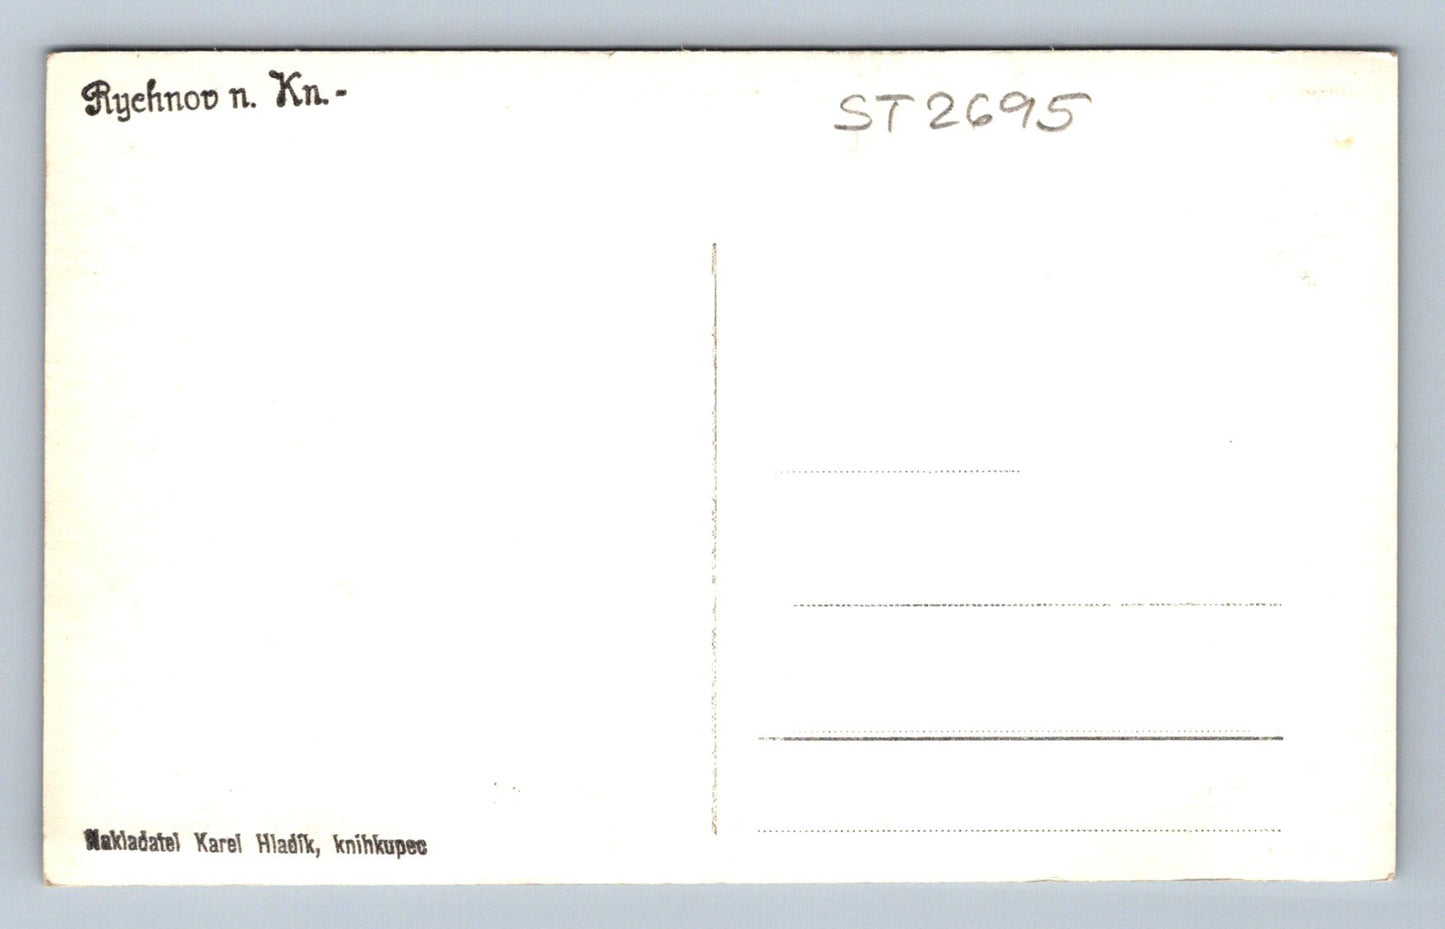 Rychnov n. Kn.-
ST2695
Nakladatel Karel Hladík, knihkupec